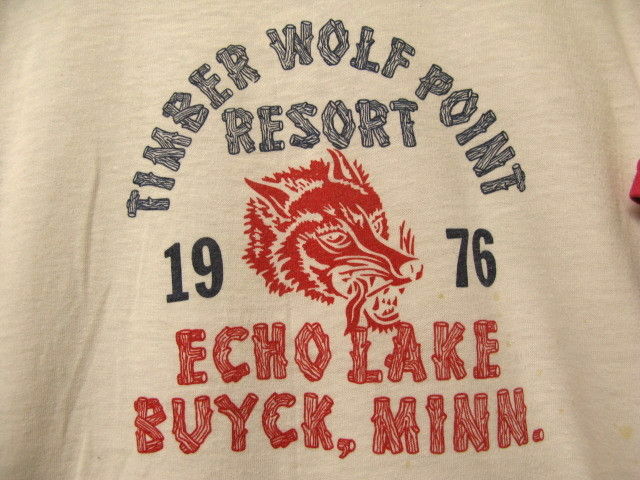 TIMBER WOLF POINT
RESORT
19 76
ECHO LAKE
BUYCK, MINN.